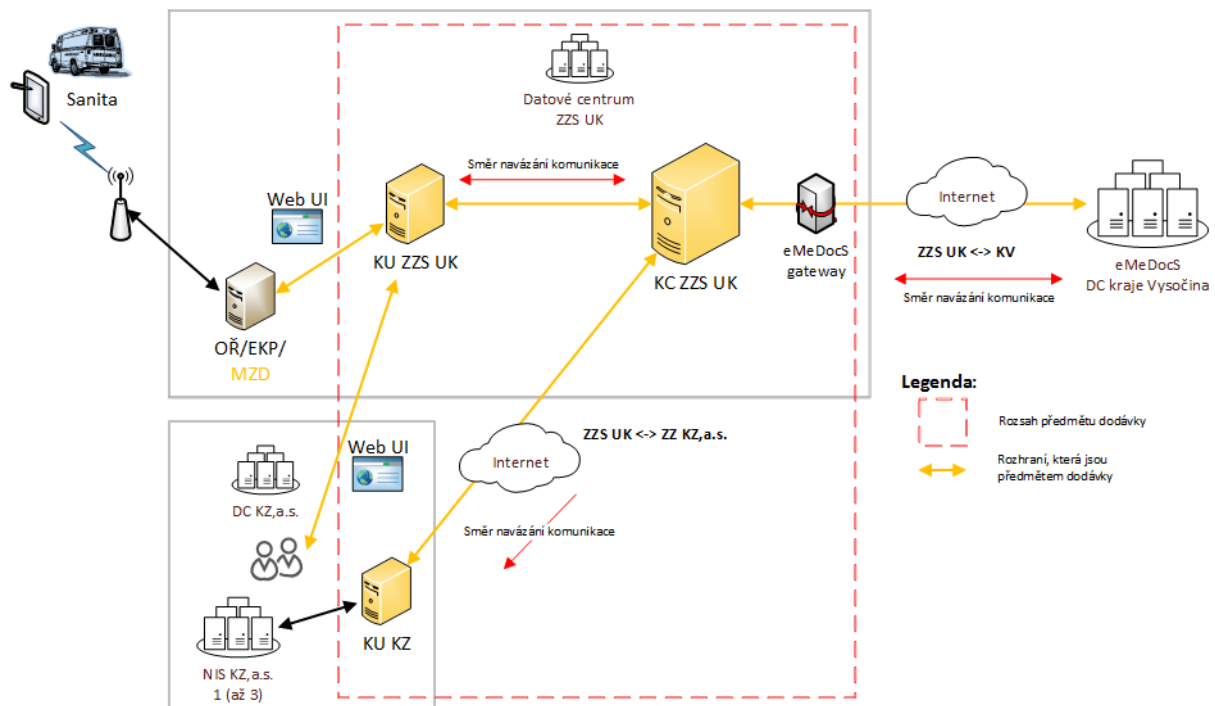 Sanita
Datové centrum
ZZS UK
Směr navázání komunikace
Web UI
KU ZZS UK
KC ZZS UK
eMeDocS
gateway
Internet
ZZS UK <-> KV
Směr navázání komunikace
eMeDocS
DC kraje Vysočina
OŘ/EKP/
MZD
Legenda:
Rozsah předmětu dodávky
Rozhraní, která jsou
předmětem dodávky
Web UI
DC KZ,a.s.
Internet
ZZS UK <-> ZZ KZ,a.s.
Směr navázání komunikace
KU KZ
NIS KZ,a.s.
1 (až 3)